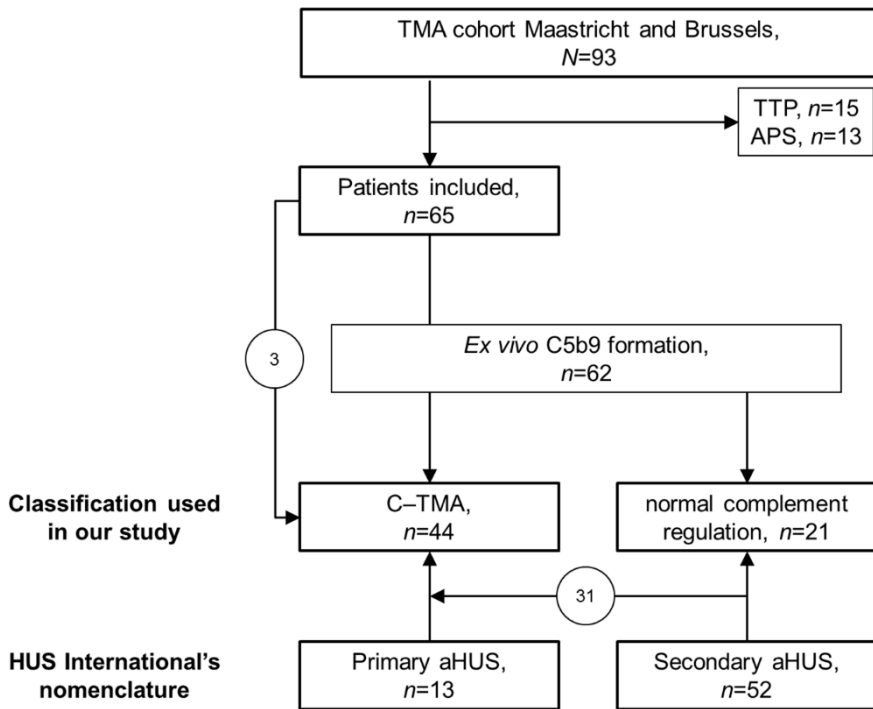 TMA cohort Maastricht and Brussels,
N=93
TTP, n=15
APS, n=13
Patients included,
n=65
3
Ex vivo C5b9 formation,
n=62
Classification used
in our study
C–TMA,
n=44
normal complement
regulation, n=21
31
HUS International's
nomenclature
Primary aHUS,
n=13
Secondary aHUS,
n=52